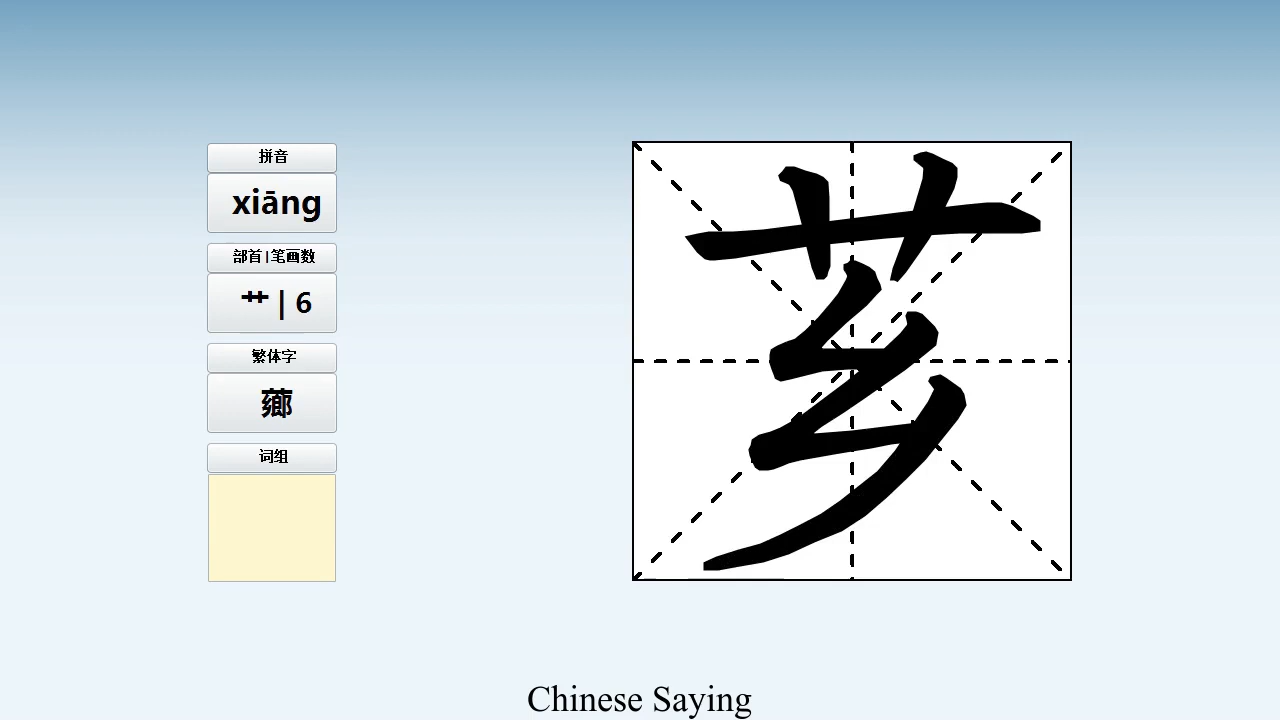 拼音
xiāng
部首|笔画数
艹|6
繁体字
薌
词组
芗
Chinese Saying